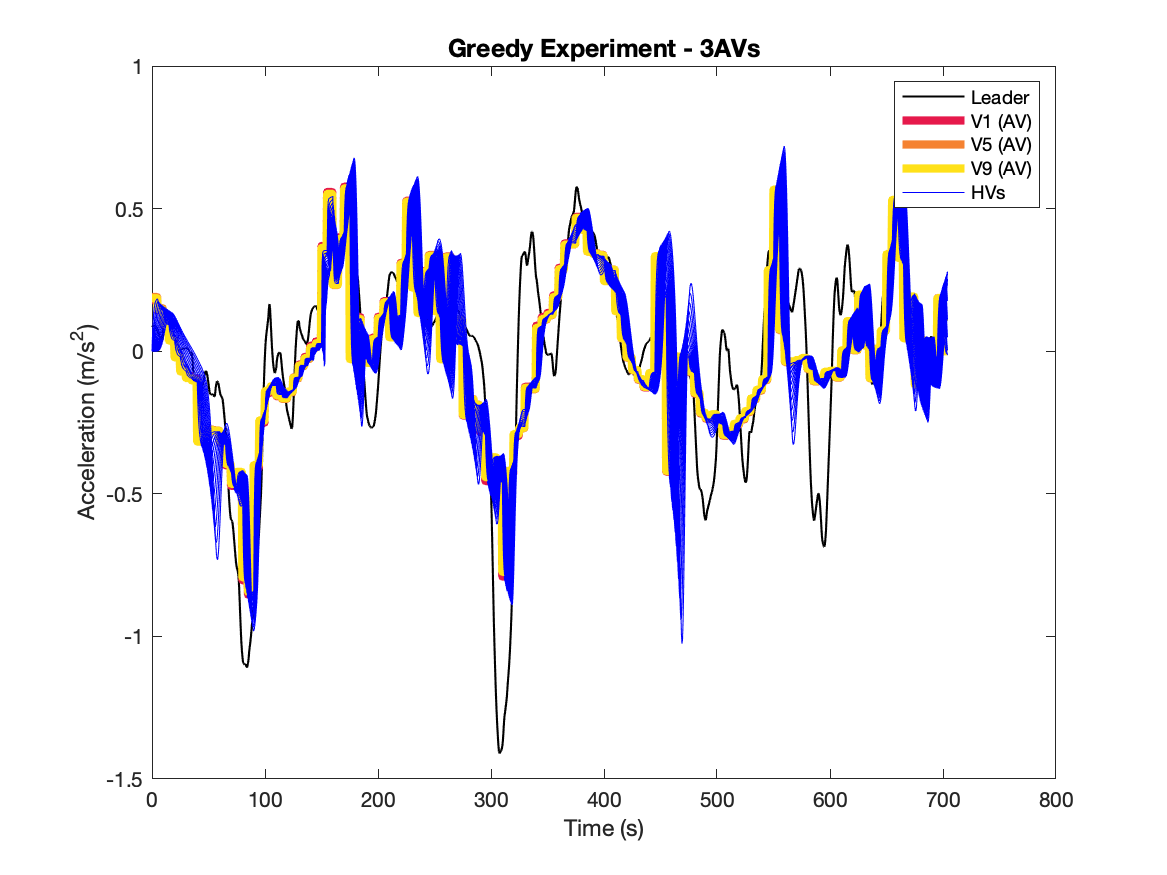 Greedy Experiment - 3AVs
1
0.5
0
-0.5
-1
-1.5
Acceleration (m/s²)
0 100 200 300 400 500 600 700 800
Time (s)
Leader
V1 (AV)
V5 (AV)
V9 (AV)
HVs